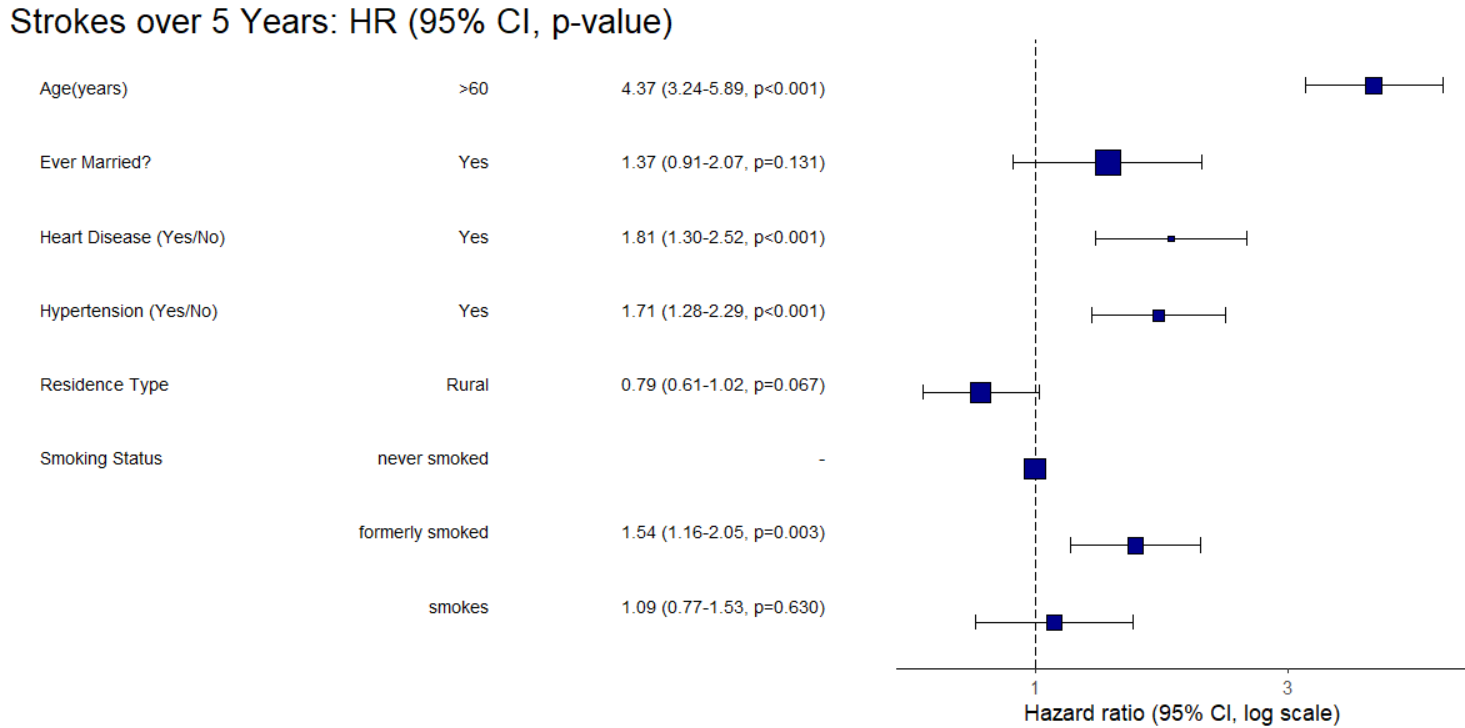 Strokes over 5 Years: HR (95% CI, p-value)
Age(years) >60 4.37 (3.24-5.89, p<0.001)
Ever Married? Yes 1.37 (0.91-2.07, p=0.131)
Heart Disease (Yes/No) Yes 1.81 (1.30-2.52, p<0.001)
Hypertension (Yes/No) Yes 1.71 (1.28-2.29, p<0.001)
Residence Type Rural 0.79 (0.61-1.02, p=0.067)
Smoking Status never smoked -
formerly smoked 1.54 (1.16-2.05, p=0.003)
smokes 1.09 (0.77-1.53, p=0.630)
1 3
Hazard ratio (95% CI, log scale)